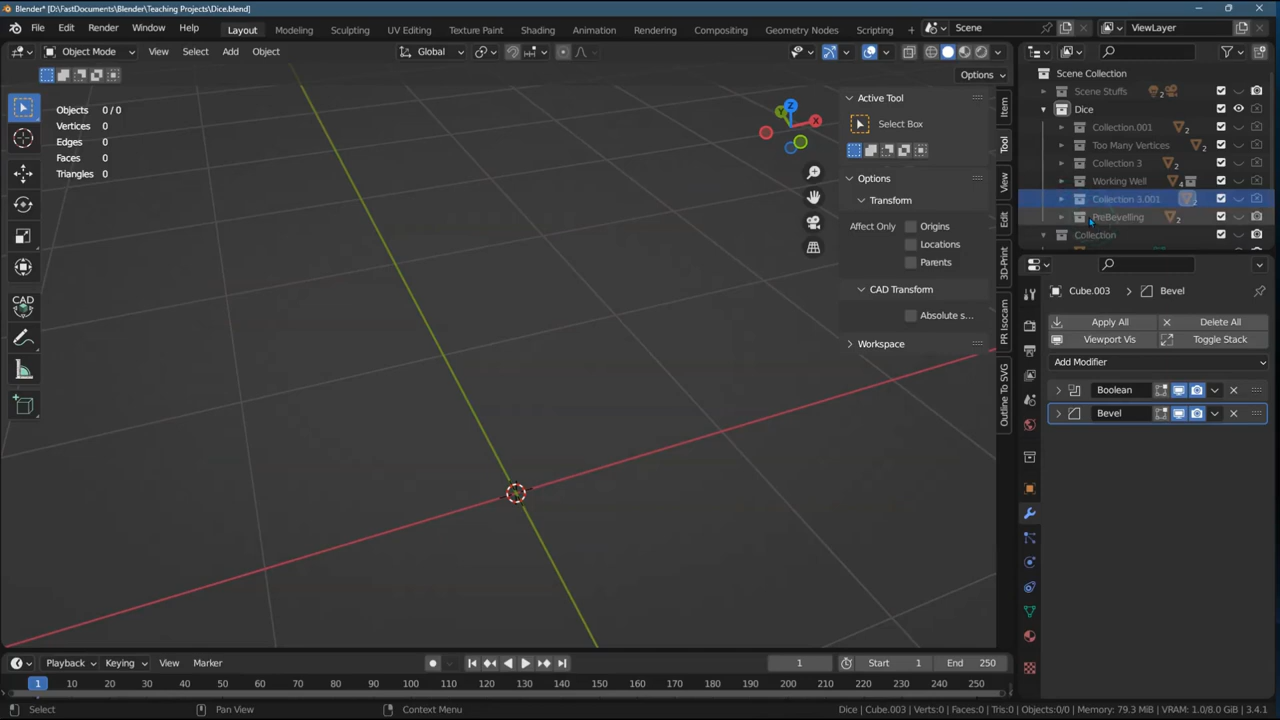 Blender* [D:\FastDocuments\Blender\Teaching Projects\Dice.blend]
File Edit Render Window Help Layout Modeling Sculpting UV Editing Texture Paint Shading Animation Rendering Compositing Geometry Nodes Scripting Scene ViewLayer
Object Mode View Select Add Object Global
Options
Objects 0 / 0
Vertices 0
Edges 0
Faces 0
Triangles 0
Z
Y
X
CAD
Active Tool
Select Box
Options
Transform
Affect Only Origins
Locations
Parents
CAD Transform
Absolute s...
Workspace
Item
Tool
View
Edit
3D-Print
PR Isocam
Outline To SVG
Scene Collection
Scene Stuffs 2
Dice
Collection.001 2
Too Many Vertices 2
Collection 3 2
Working Well 4
Collection 3.001
PreBevelling 2
Collection
Cube.003 Bevel
Apply All Delete All
Viewport Vis Toggle Stack
Add Modifier
Boolean
Bevel
Playback Keying View Marker 1 Start 1 End 250
1 10 20 30 40 50 60 70 80 90 100 110 120 130 140 150 160 170 180 190 200 210 220 230 240 250
Select Pan View Context Menu Dice | Cube.003 | Verts:0 | Faces:0 | Tris:0 | Objects:0/0 | Memory: 79.3 MiB | VRAM: 1.0/8.0 GiB | 3.4.1